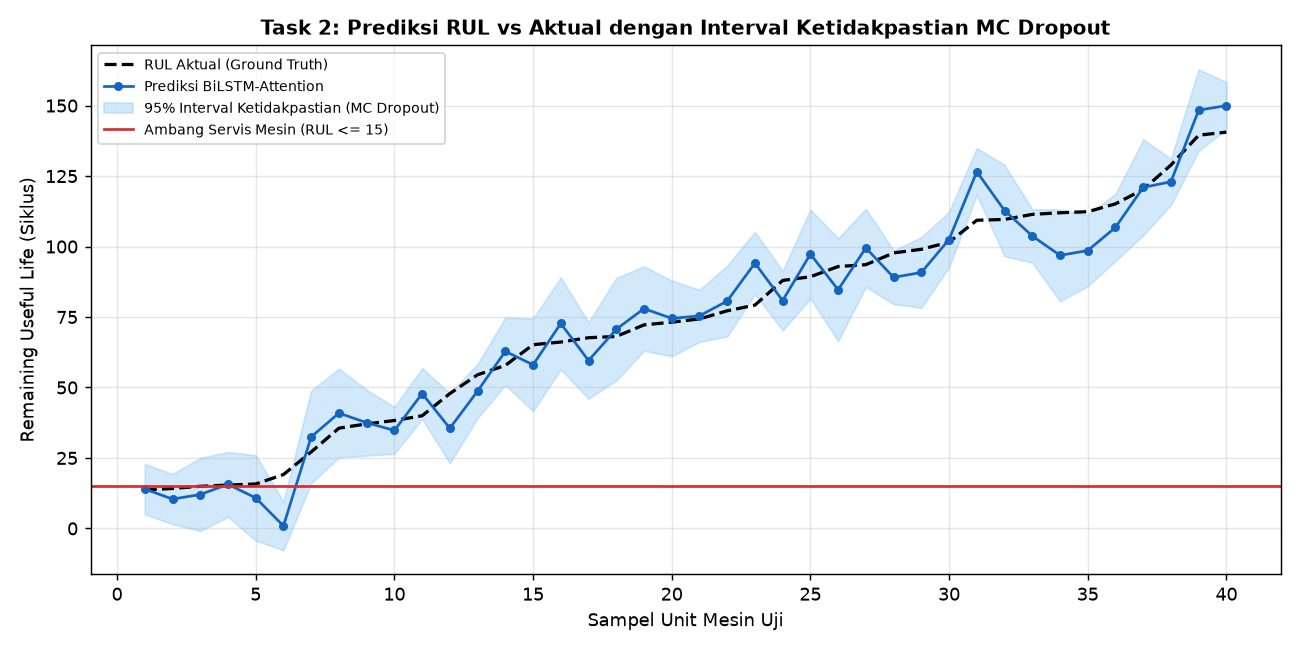 Task 2: Prediksi RUL vs Aktual dengan Interval Ketidakpastian MC Dropout
RUL Aktual (Ground Truth)
Prediksi BiLSTM-Attention
95% Interval Ketidakpastian (MC Dropout)
Ambang Servis Mesin (RUL <= 15)
Remaining Useful Life (Siklus)
150
125
100
75
50
25
0
0 5 10 15 20 25 30 35 40
Sampel Unit Mesin Uji